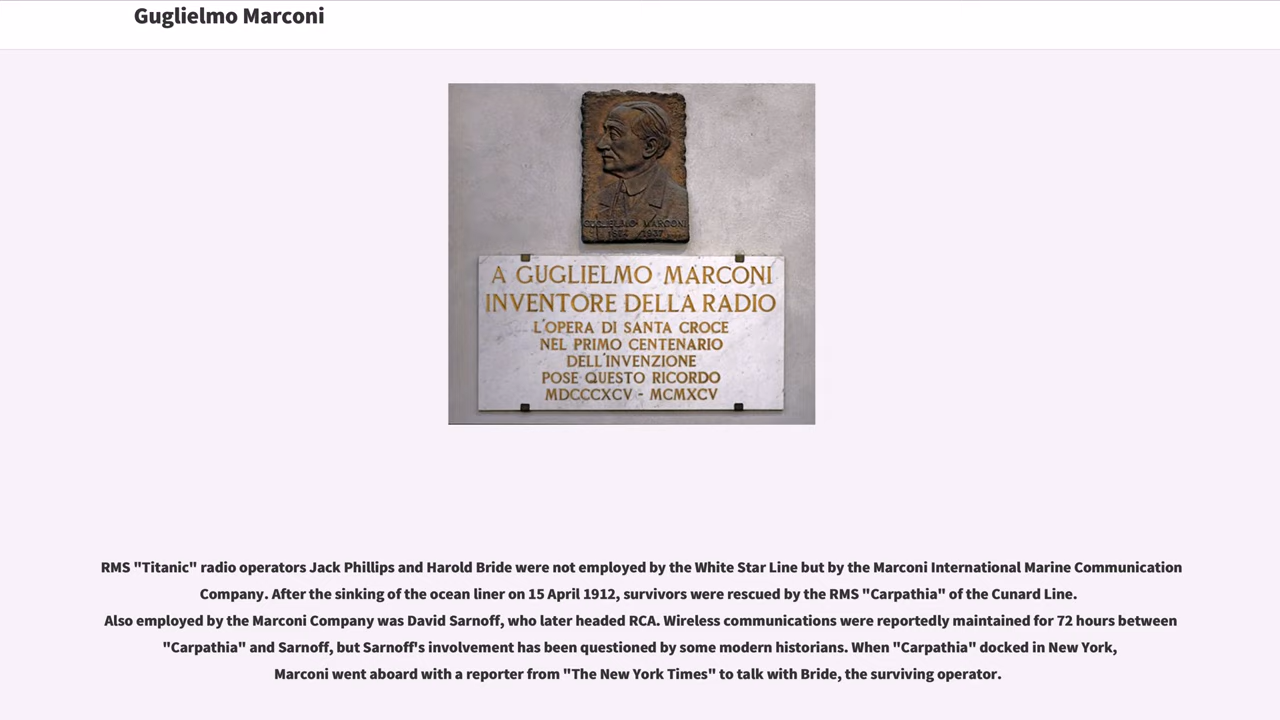 Guglielmo Marconi
GUGLIELMO MARCONI
1874 1937
A GUGLIELMO MARCONI
INVENTORE DELLA RADIO
L'OPERA DI SANTA CROCE
NEL PRIMO CENTENARIO
DELL'INVENZIONE
POSE QUESTO RICORDO
MDCCCXCV - MCMXCV
RMS "Titanic" radio operators Jack Phillips and Harold Bride were not employed by the White Star Line but by the Marconi International Marine Communication
Company. After the sinking of the ocean liner on 15 April 1912, survivors were rescued by the RMS "Carpathia" of the Cunard Line.
Also employed by the Marconi Company was David Sarnoff, who later headed RCA. Wireless communications were reportedly maintained for 72 hours between
"Carpathia" and Sarnoff, but Sarnoff's involvement has been questioned by some modern historians. When "Carpathia" docked in New York,
Marconi went aboard with a reporter from "The New York Times" to talk with Bride, the surviving operator.